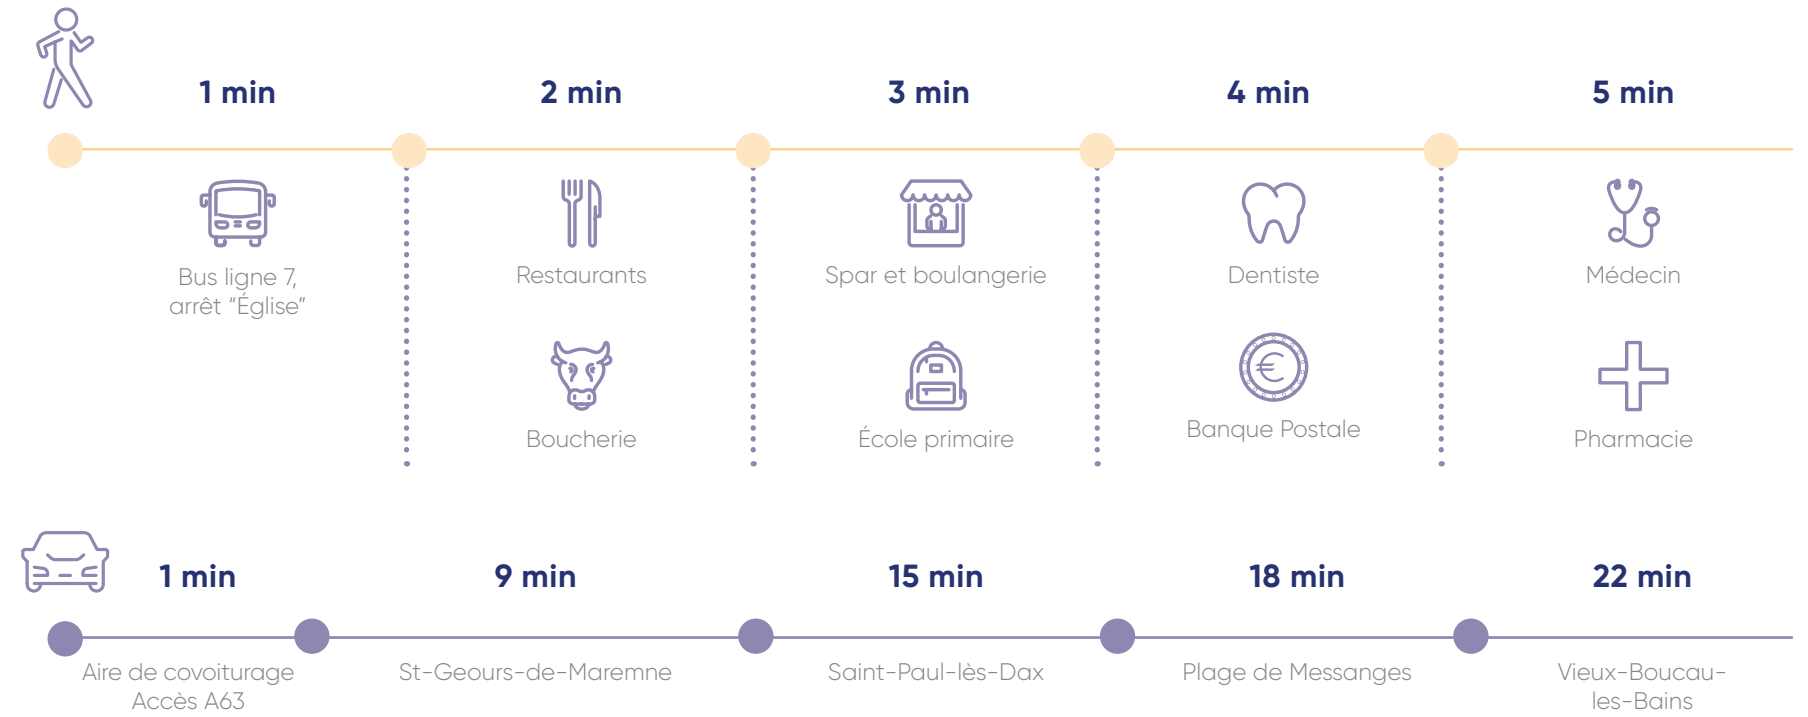 1 min
2 min
3 min
4 min
5 min
Bus ligne 7,
arrêt “Église”
Restaurants
Spar et boulangerie
Dentiste
Médecin
Boucherie
École primaire
Banque Postale
Pharmacie
1 min
9 min
15 min
18 min
22 min
Aire de covoiturage
Accès A63
St-Geours-de-Maremne
Saint-Paul-lès-Dax
Plage de Messanges
Vieux-Boucau-
les-Bains